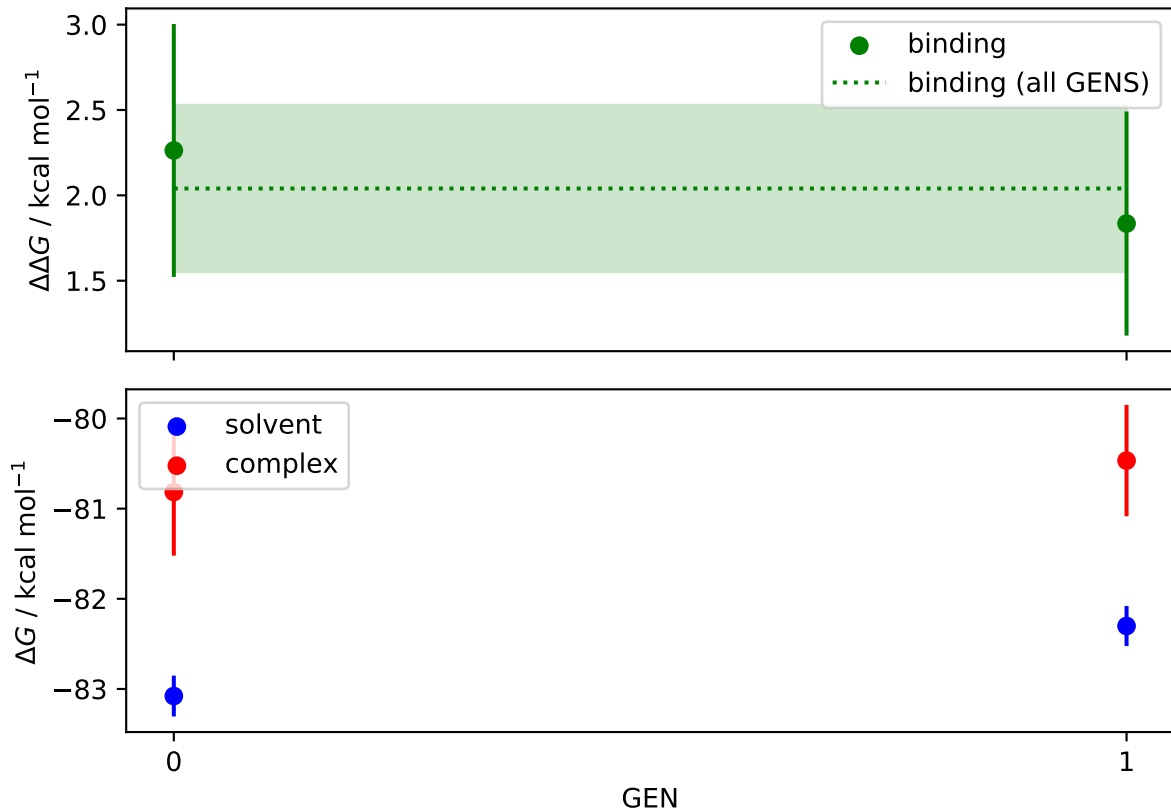 3.0
2.5
2.0
1.5
ΔΔG / kcal mol⁻¹
binding
binding (all GENS)
−80
−81
−82
−83
ΔG / kcal mol⁻¹
solvent
complex
0
1
GEN